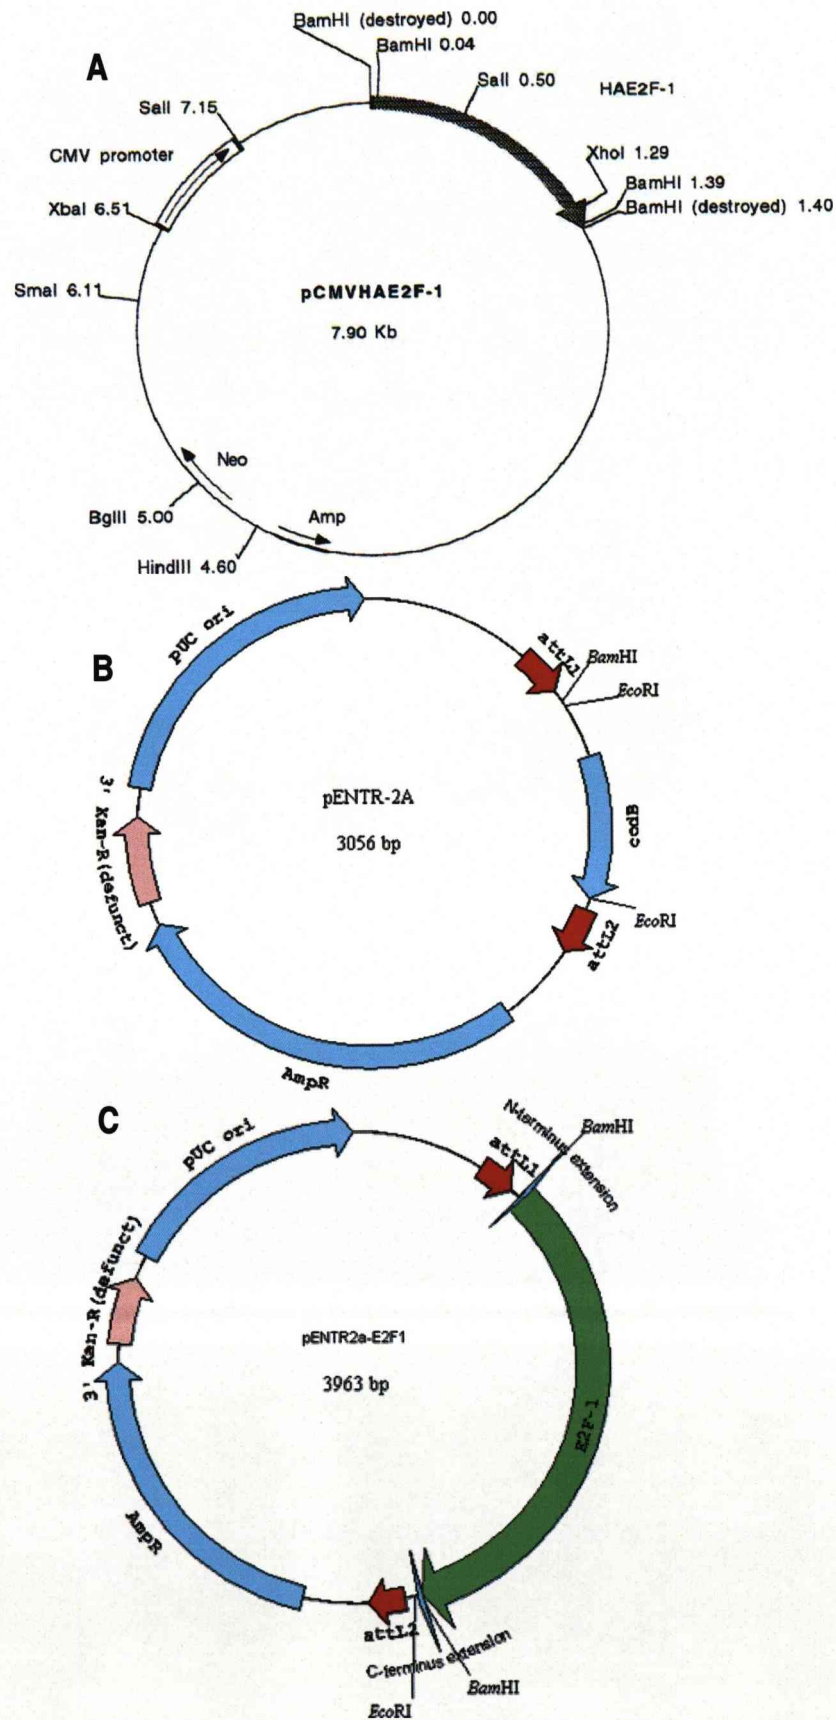 A
BamHI (destroyed) 0.00
BamHI 0.04
SalI 0.50
HAE2F-1
SalI 7.15
CMV promoter
XhoI 1.29
BamHI 1.39
BamHI (destroyed) 1.40
XbaI 6.51
SmaI 6.11
pCMVHAE2F-1
7.90 Kb
Neo
BglII 5.00
Amp
HindIII 4.60
B
pUC ori
attL1
BamHI
EcoRI
pENTR-2A
3056 bp
ccdB
3' Kan-R(defunct)
EcoRI
attL2
AmpR
C
pUC ori
N-terminus extension
BamHI
attL1
3' Kan-R(defunct)
pENTR2a-E2F1
3963 bp
E2F-1
AmpR
attL2
C-terminus extension
BamHI
EcoRI